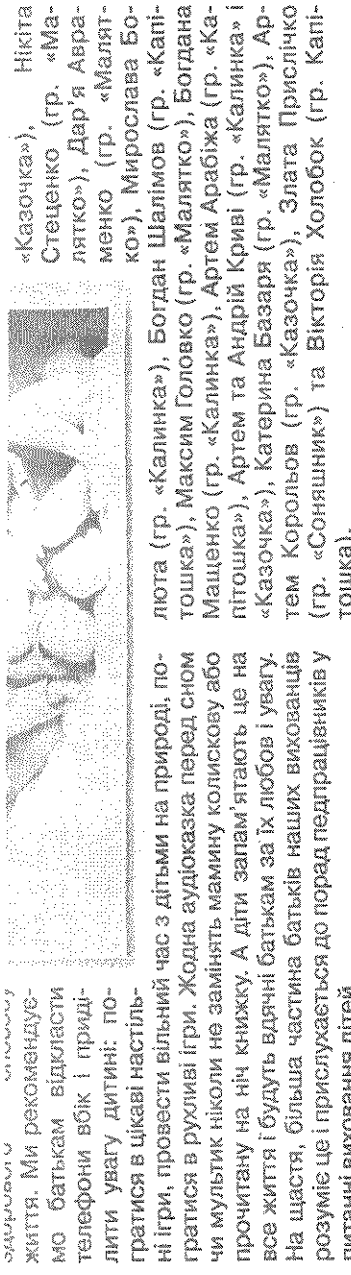 здорового способу
життя. Ми рекомендує-
мо батькам відкласти
телефони вбік і приді-
лити увагу дитині: по-
гратися в цікаві настіль-
ні ігри, провести вільний час з дітьми на природі, по-
гратися в рухливі ігри. Жодна аудіоказка перед сном
чи мультик ніколи не замінять мамину колискову або
прочитану на ніч книжку. А діти запам'ятають це на
все життя і будуть вдячні батькам за їх любов і увагу.
На щастя, більша частина батьків наших вихованців
розуміє це і прислухається до порад педпрацівників у
питанні виховання дітей
«Казочка»), Нікіта
Стеценко (гр. «Ма-
лятко»), Дар'я Авра-
менко (гр. «Малят-
ко»), Мирослава Бо-
люта (гр. «Калинка»), Богдан Шалімов (гр. «Капі-
тошка»), Максим Головко (гр. «Малятко»), Богдана
Мащенко (гр. «Калинка»), Артем Арабіжа (гр. «Ка-
пітошка»), Артем та Андрій Криві (гр. «Калинка» і
«Казочка»), Катерина Базаря (гр. «Малятко»), Ар-
тем Корольов (гр. «Казочка»), Злата Прислічко
(гр. «Соняшник») та Вікторія Холобок (гр. Капі-
тошка).